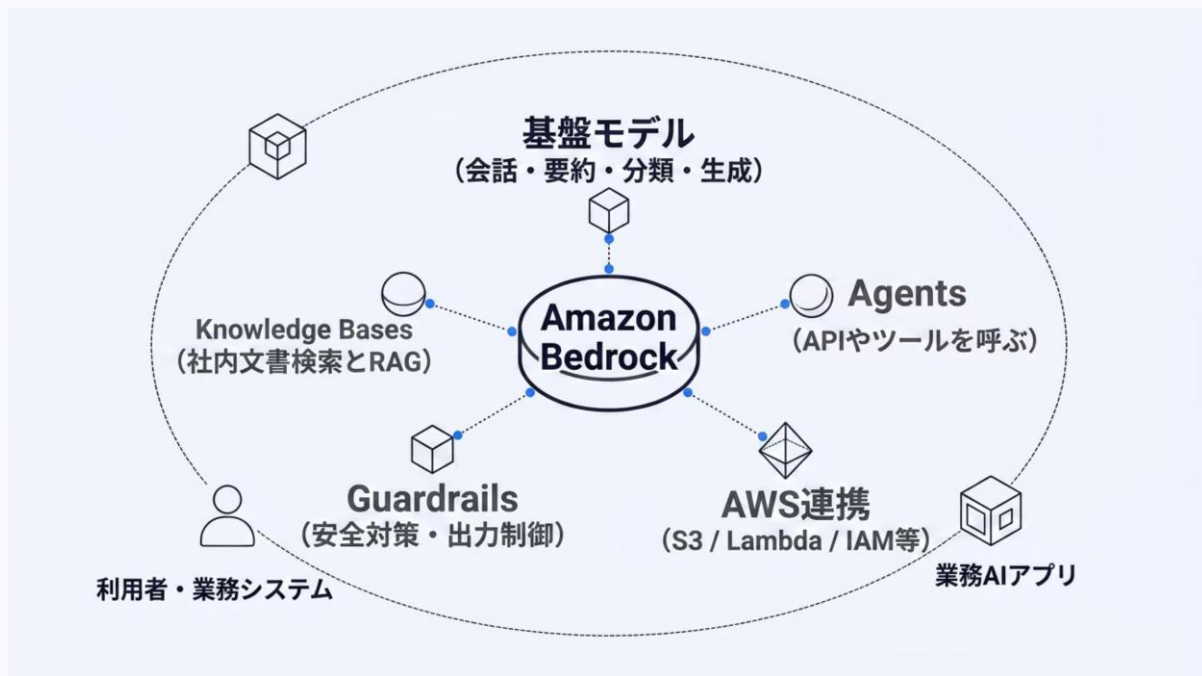 基盤モデル
（会話・要約・分類・生成）
Amazon
Bedrock
Knowledge Bases
（社内文書検索とRAG）
Agents
（APIやツールを呼ぶ）
Guardrails
（安全対策・出力制御）
AWS連携
（S3 / Lambda / IAM等）
利用者・業務システム
業務AIアプリ